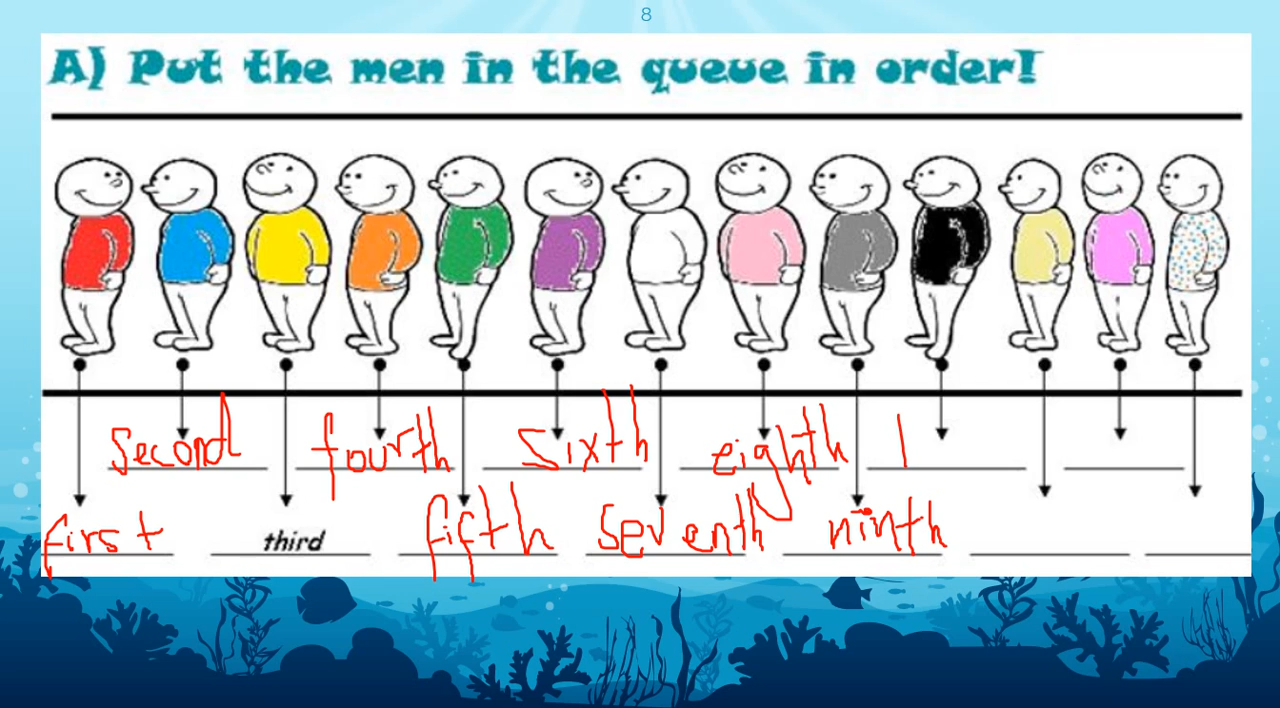 8
A) Put the men in the queue in order!
second fourth sixth eighth
first third fifth seventh ninth